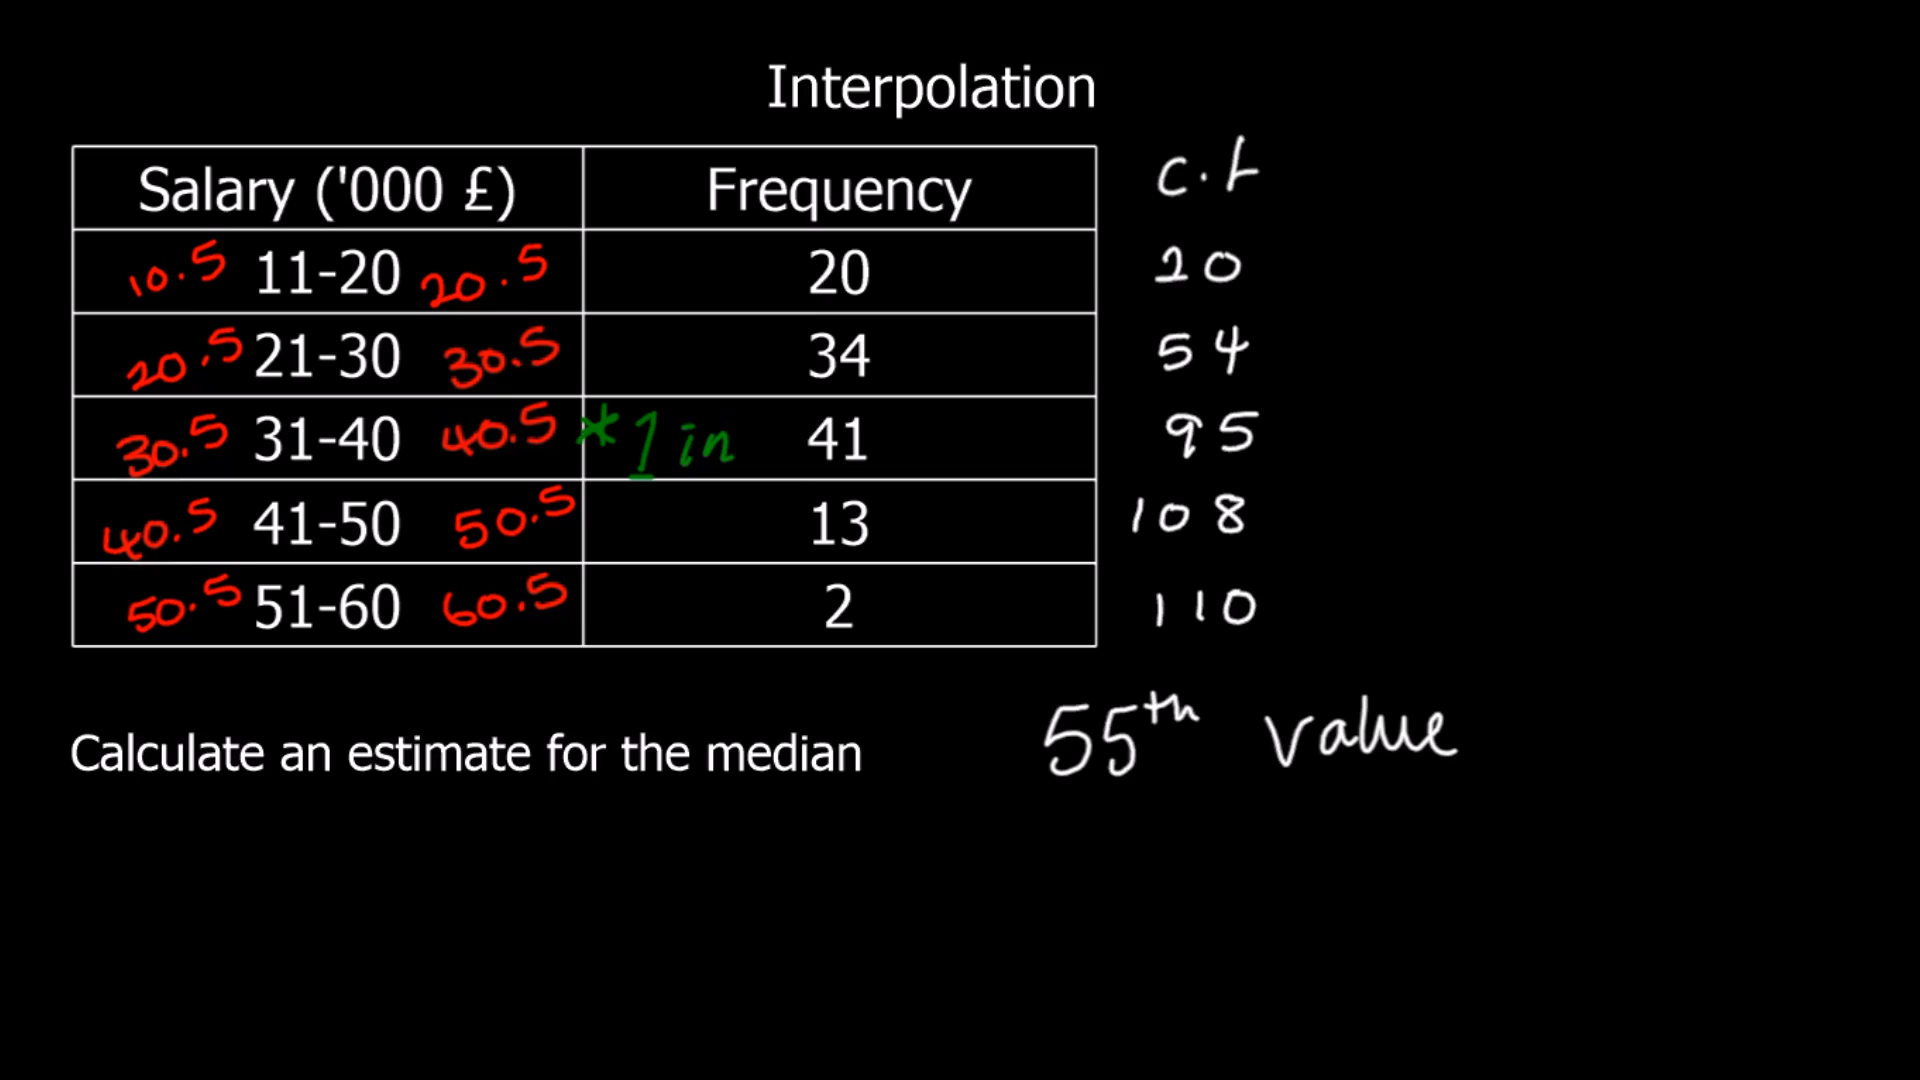 Interpolation
Salary ('000 £) Frequency c.f
10.5 11-20 20.5 20 20
20.5 21-30 30.5 34 54
30.5 31-40 40.5 *1 in 41 95
40.5 41-50 50.5 13 108
50.5 51-60 60.5 2 110
Calculate an estimate for the median 55th value